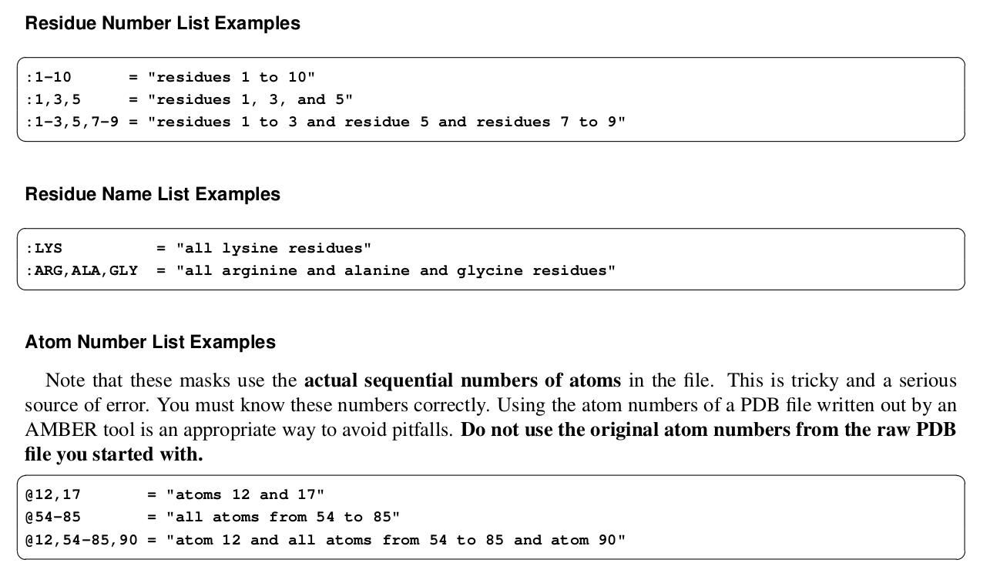 Residue Number List Examples
:1-10      = "residues 1 to 10"
:1,3,5     = "residues 1, 3, and 5"
:1-3,5,7-9 = "residues 1 to 3 and residue 5 and residues 7 to 9"
Residue Name List Examples
:LYS          = "all lysine residues"
:ARG,ALA,GLY  = "all arginine and alanine and glycine residues"
Atom Number List Examples
Note that these masks use the actual sequential numbers of atoms in the file. This is tricky and a serious
source of error. You must know these numbers correctly. Using the atom numbers of a PDB file written out by an
AMBER tool is an appropriate way to avoid pitfalls. Do not use the original atom numbers from the raw PDB
file you started with.
@12,17       = "atoms 12 and 17"
@54-85       = "all atoms from 54 to 85"
@12,54-85,90 = "atom 12 and all atoms from 54 to 85 and atom 90"